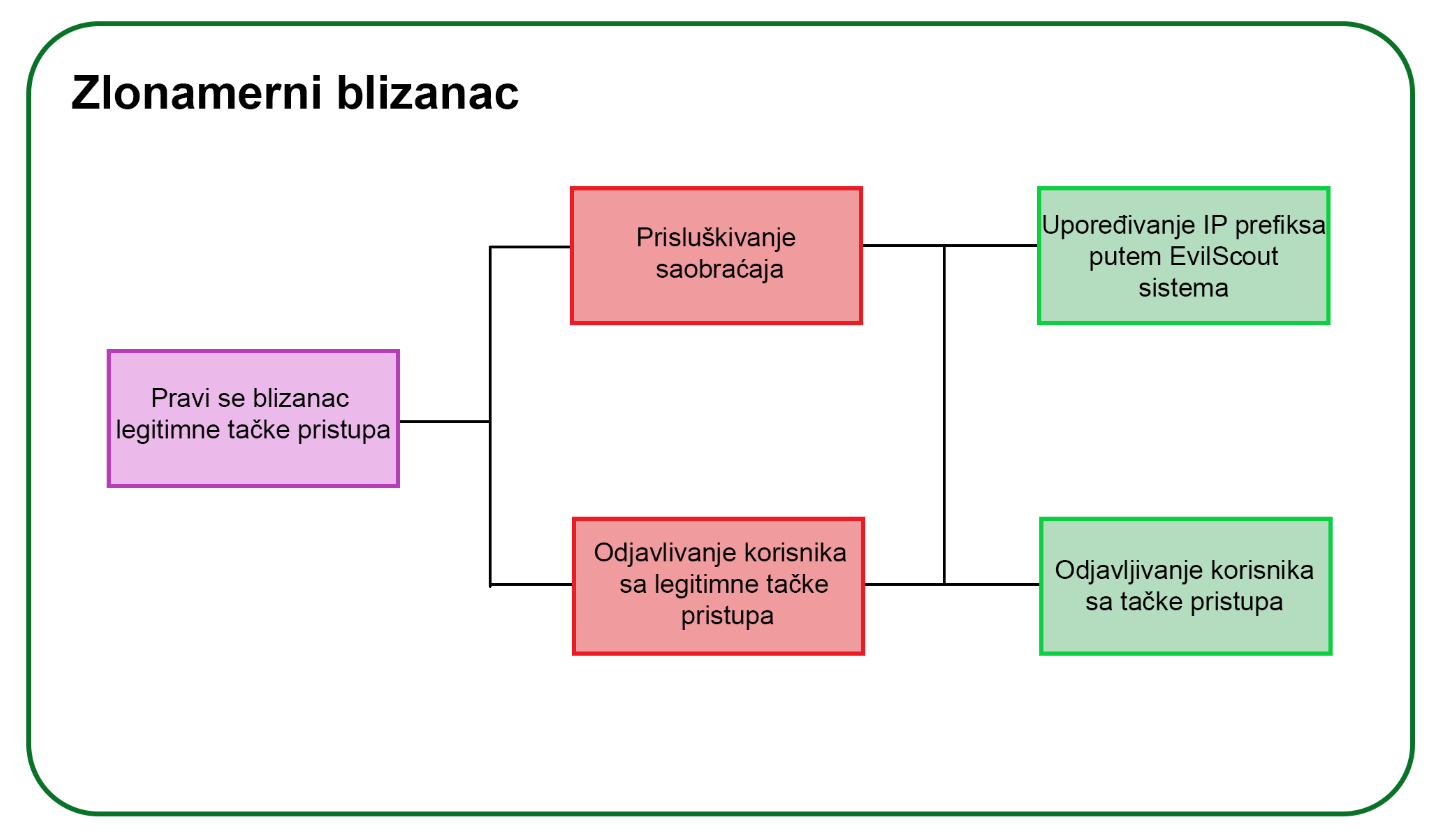 Zlonamerni blizanac
Pravi se blizanac
legitimne tačke pristupa
Prisluškivanje
saobraćaja
Odjavlivanje korisnika
sa legitimne tačke
pristupa
Upoređivanje IP prefiksa
putem EvilScout
sistema
Odjavljivanje korisnika
sa tačke pristupa